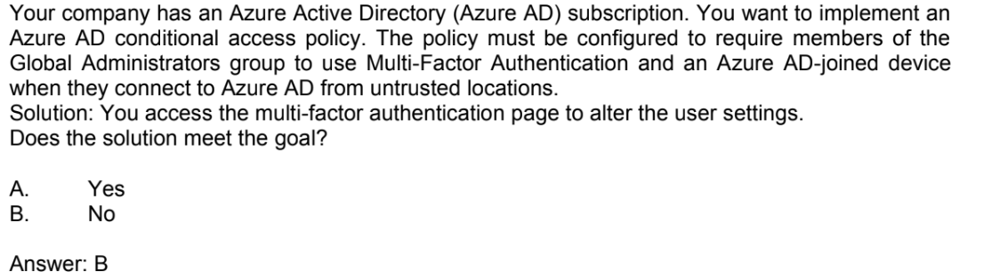 Your company has an Azure Active Directory (Azure AD) subscription. You want to implement an
Azure AD conditional access policy. The policy must be configured to require members of the
Global Administrators group to use Multi-Factor Authentication and an Azure AD-joined device
when they connect to Azure AD from untrusted locations.
Solution: You access the multi-factor authentication page to alter the user settings.
Does the solution meet the goal?
A. Yes
B. No
Answer: B